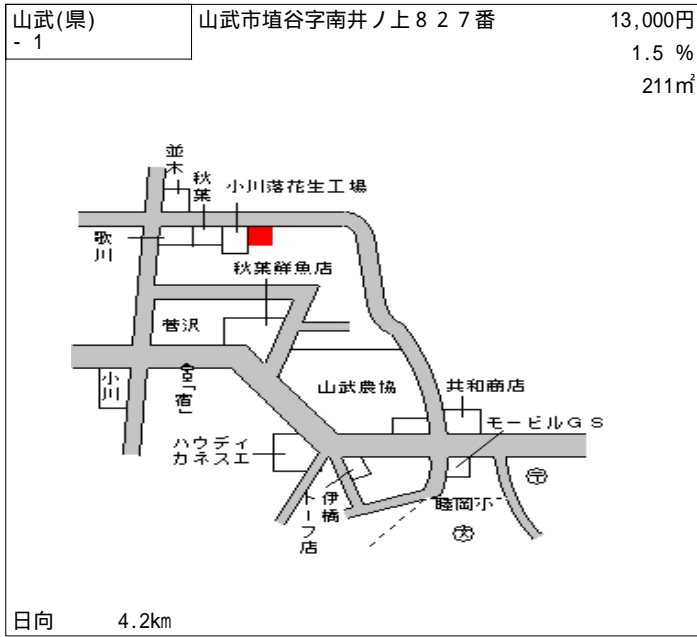 山武(県)
- 1
山武市埴谷字南井ノ上８２７番
13,000円
1.5 %
211㎡
並木
秋葉
小川落花生工場
歌川
秋葉鮮魚店
菅沢
小川
宮「宿」
山武農協
共和商店
モービルＧＳ
ハウディ
カネスエ
伊橋
トーフ店
睦岡小
文
〒
日向 4.2km